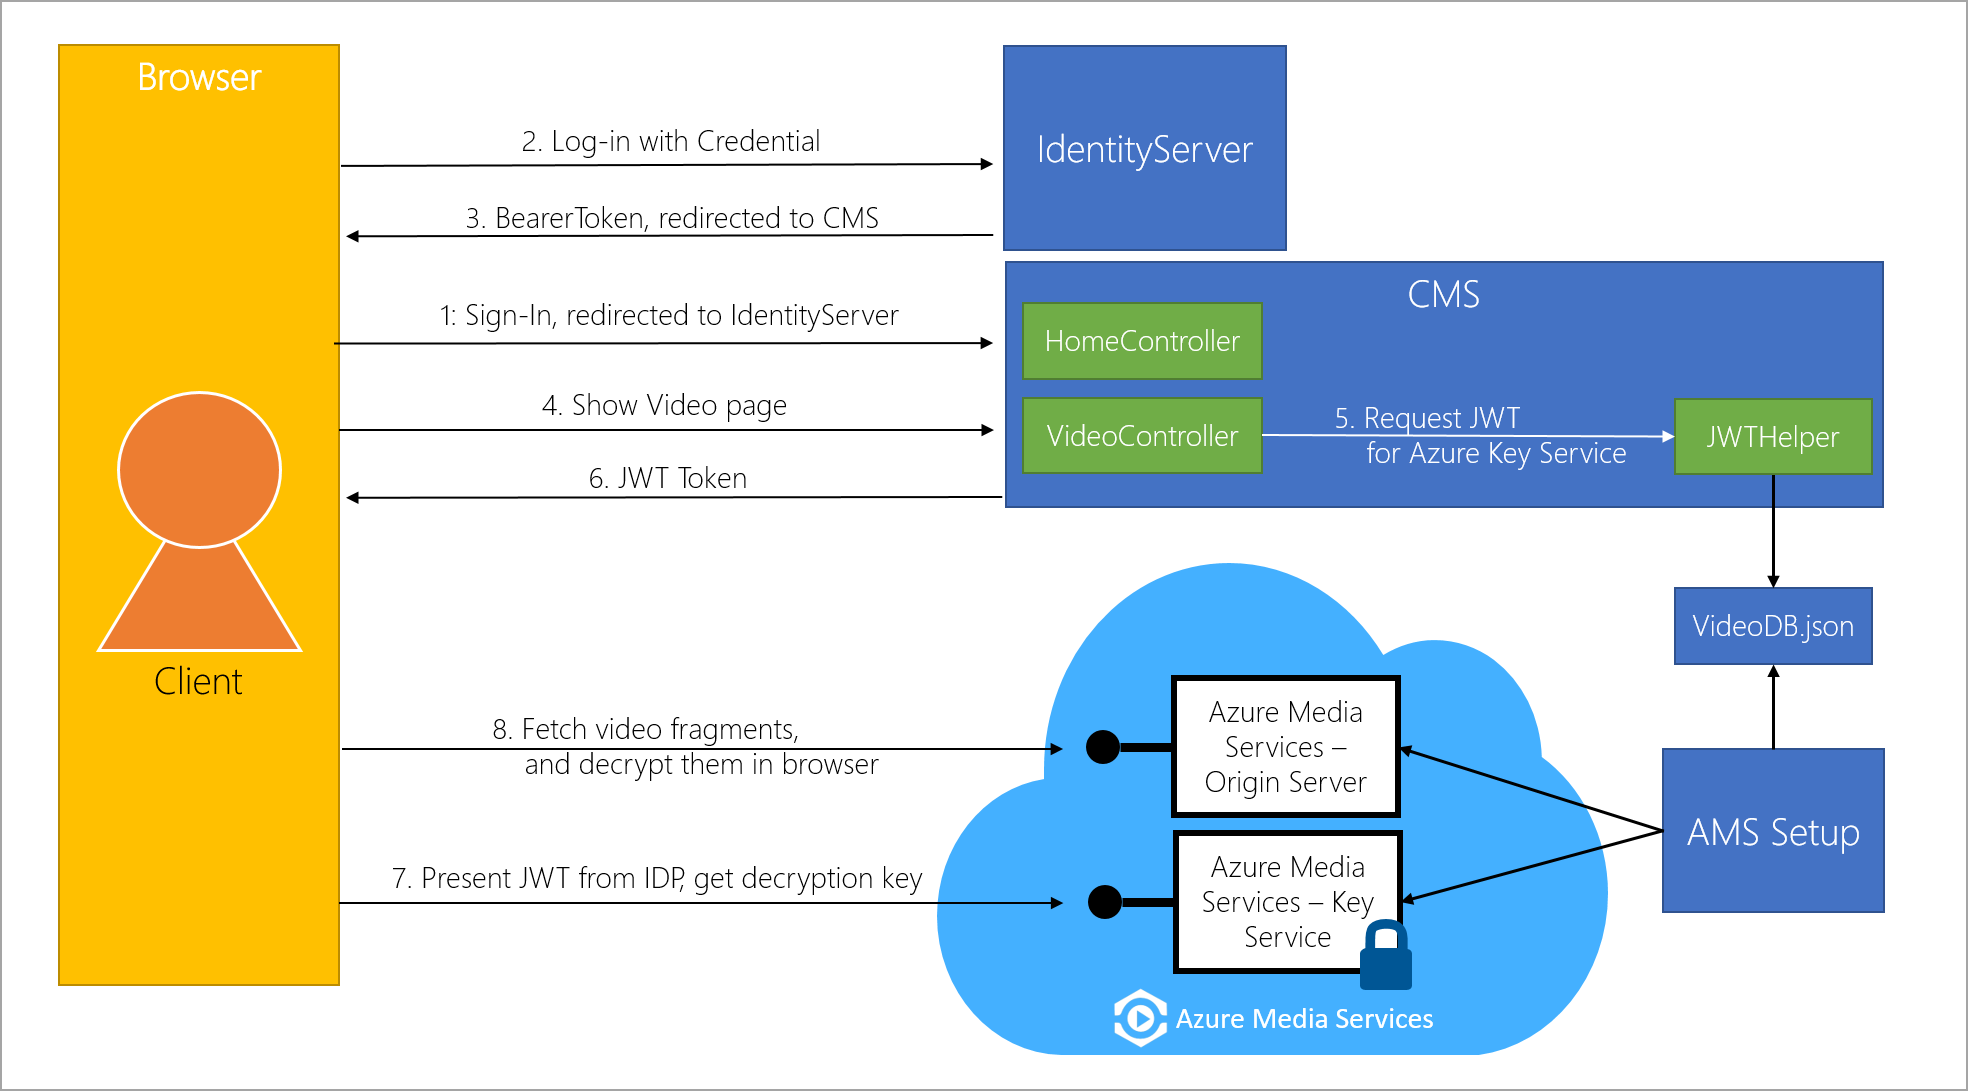 Browser
2. Log-in with Credential
IdentityServer
3. BearerToken, redirected to CMS
CMS
1: Sign-In, redirected to IdentityServer
HomeController
4. Show Video page
VideoController
5. Request JWT
for Azure Key Service
JWTHelper
6. JWT Token
VideoDB.json
Client
8. Fetch video fragments,
and decrypt them in browser
Azure Media
Services –
Origin Server
AMS Setup
7. Present JWT from IDP, get decryption key
Azure Media
Services – Key
Service
Azure Media Services